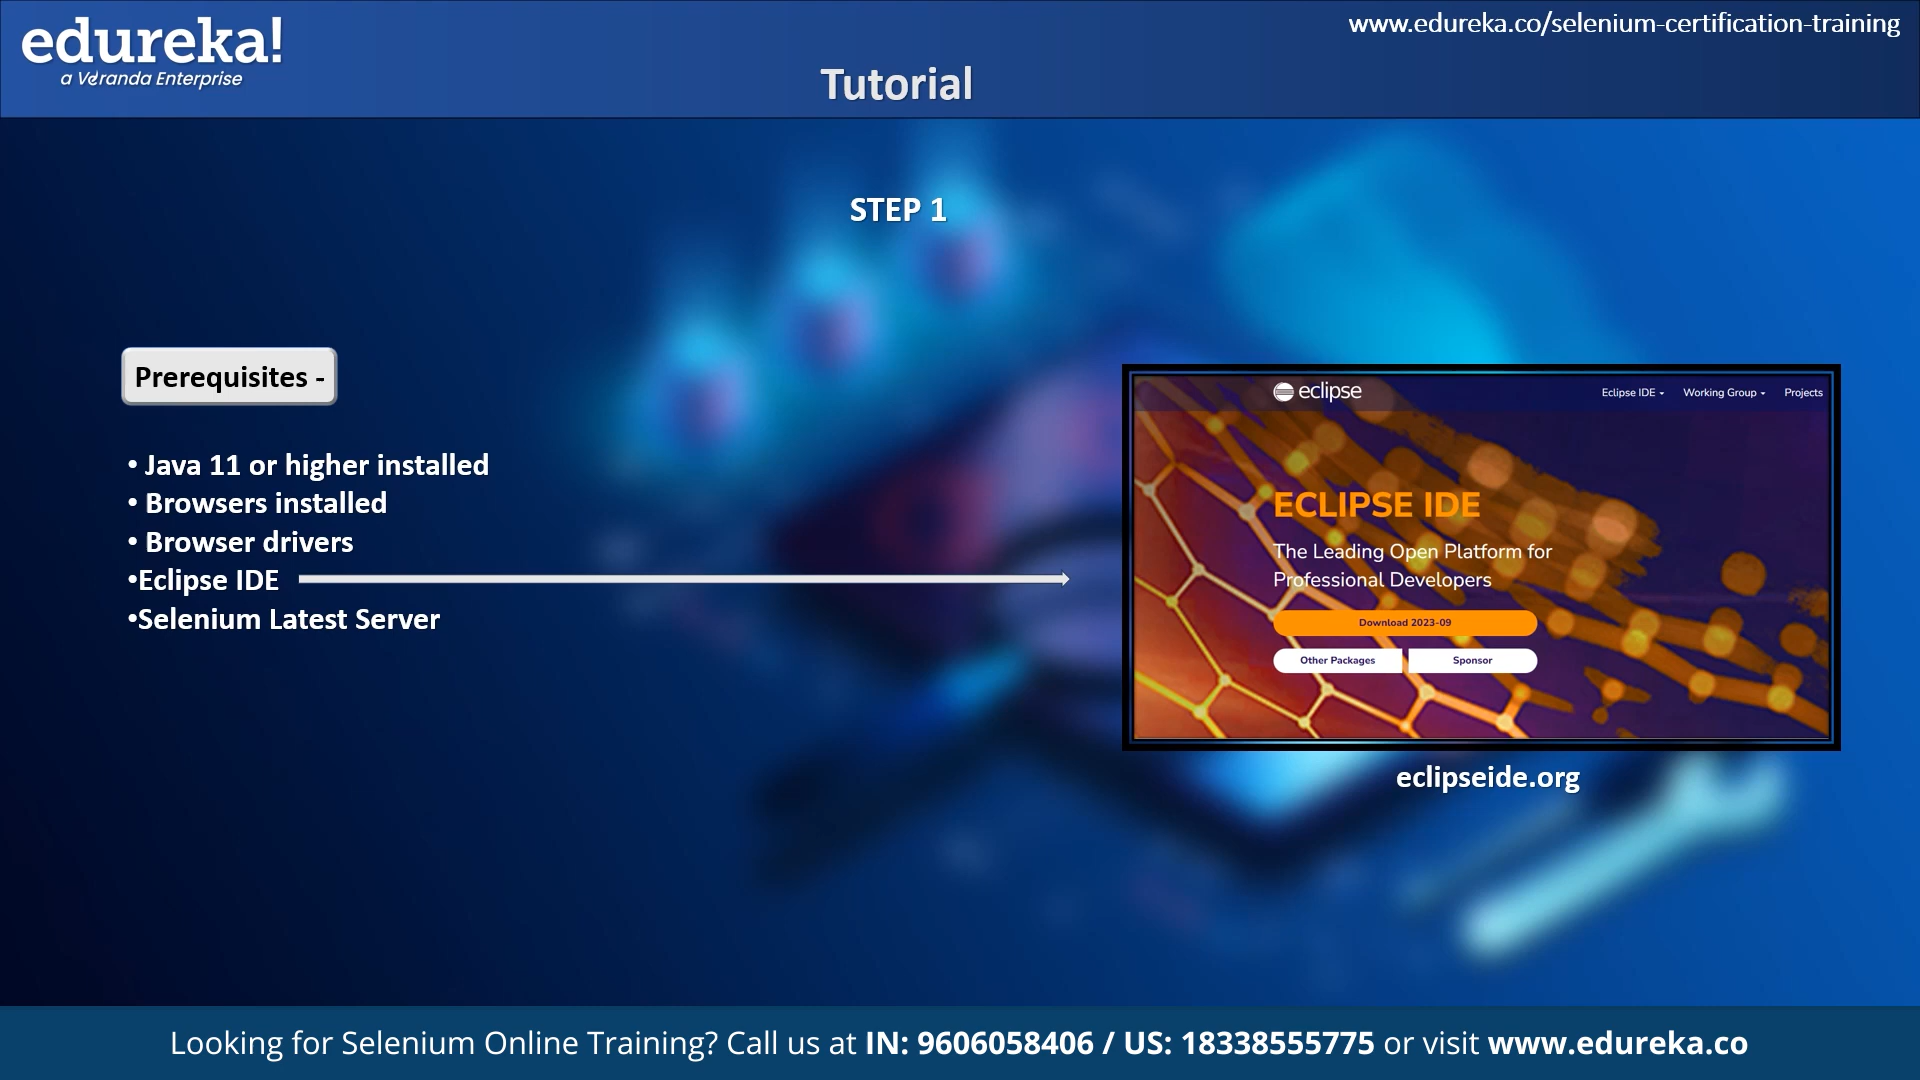 edureka!
a Veranda Enterprise
www.edureka.co/selenium-certification-training
Tutorial
STEP 1
Prerequisites -
• Java 11 or higher installed
• Browsers installed
• Browser drivers
•Eclipse IDE
•Selenium Latest Server
eclipse
Eclipse IDE
Working Group
Projects
ECLIPSE IDE
The Leading Open Platform for
Professional Developers
Download 2023-09
Other Packages
Sponsor
eclipseide.org
Looking for Selenium Online Training? Call us at IN: 9606058406 / US: 18338555775 or visit www.edureka.co